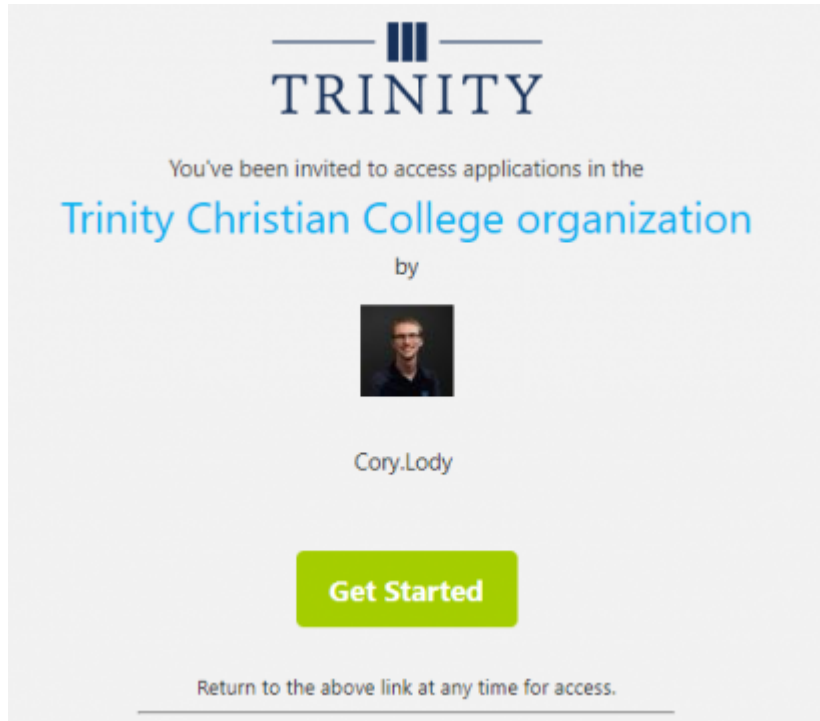 TRINITY
You've been invited to access applications in the
Trinity Christian College organization
by
Cory.Lody
Get Started
Return to the above link at any time for access.